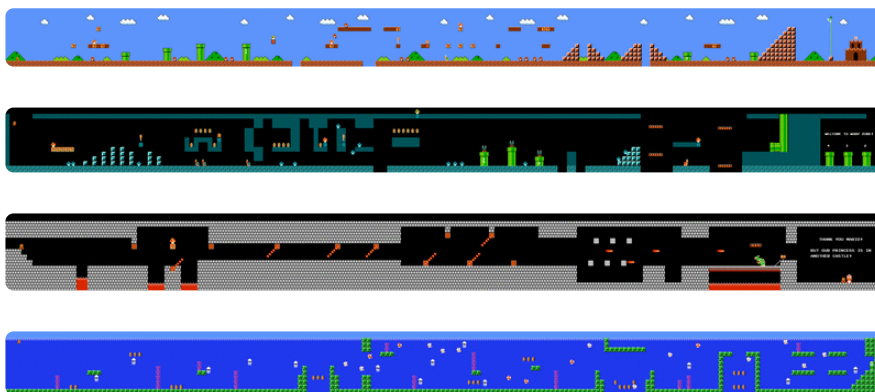 WELCOME TO WARP ZONE!
THANK YOU MARIO!
BUT OUR PRINCESS IS IN
ANOTHER CASTLE!